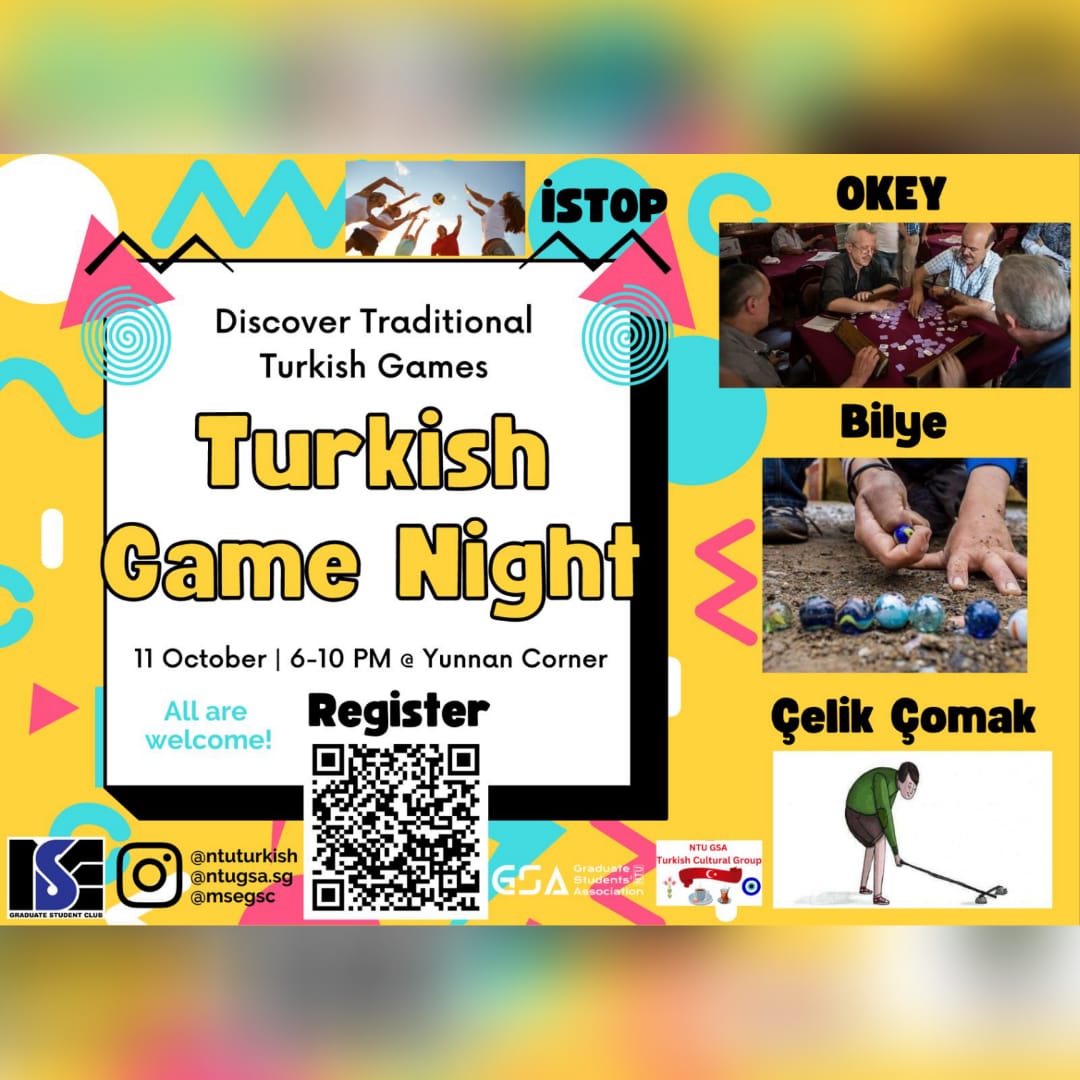 İSTOP
OKEY
Discover Traditional
Turkish Games
Turkish
Game Night
11 October | 6-10 PM @ Yunnan Corner
All are
welcome!
Register
Bilye
Çelik Çomak
MSE
GRADUATE STUDENT CLUB
@ntuturkish
@ntugsa.sg
@msegsc
GSA
Graduate
Students'
Association
NTU
NTU GSA
Turkish Cultural Group